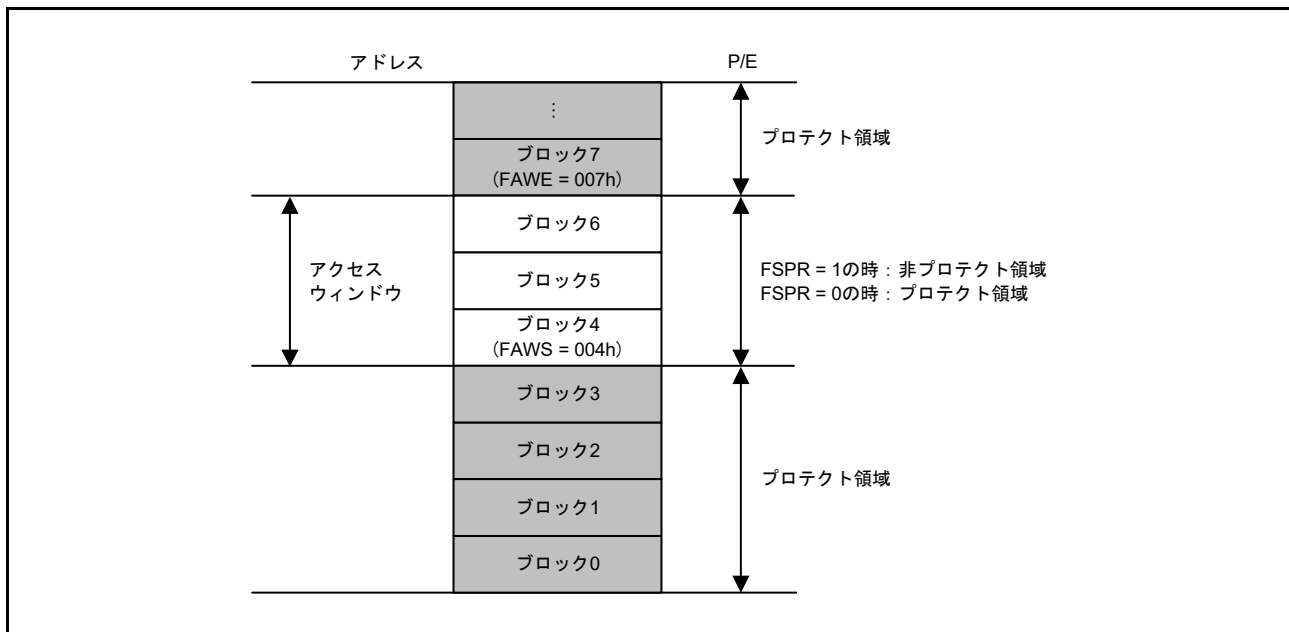 アドレス
P/E
⋮
プロテクト領域
ブロック7
(FAWE = 007h)
ブロック6
アクセス
ウィンドウ
ブロック5
FSPR = 1の時：非プロテクト領域
FSPR = 0の時：プロテクト領域
ブロック4
(FAWS = 004h)
ブロック3
ブロック2
プロテクト領域
ブロック1
ブロック0